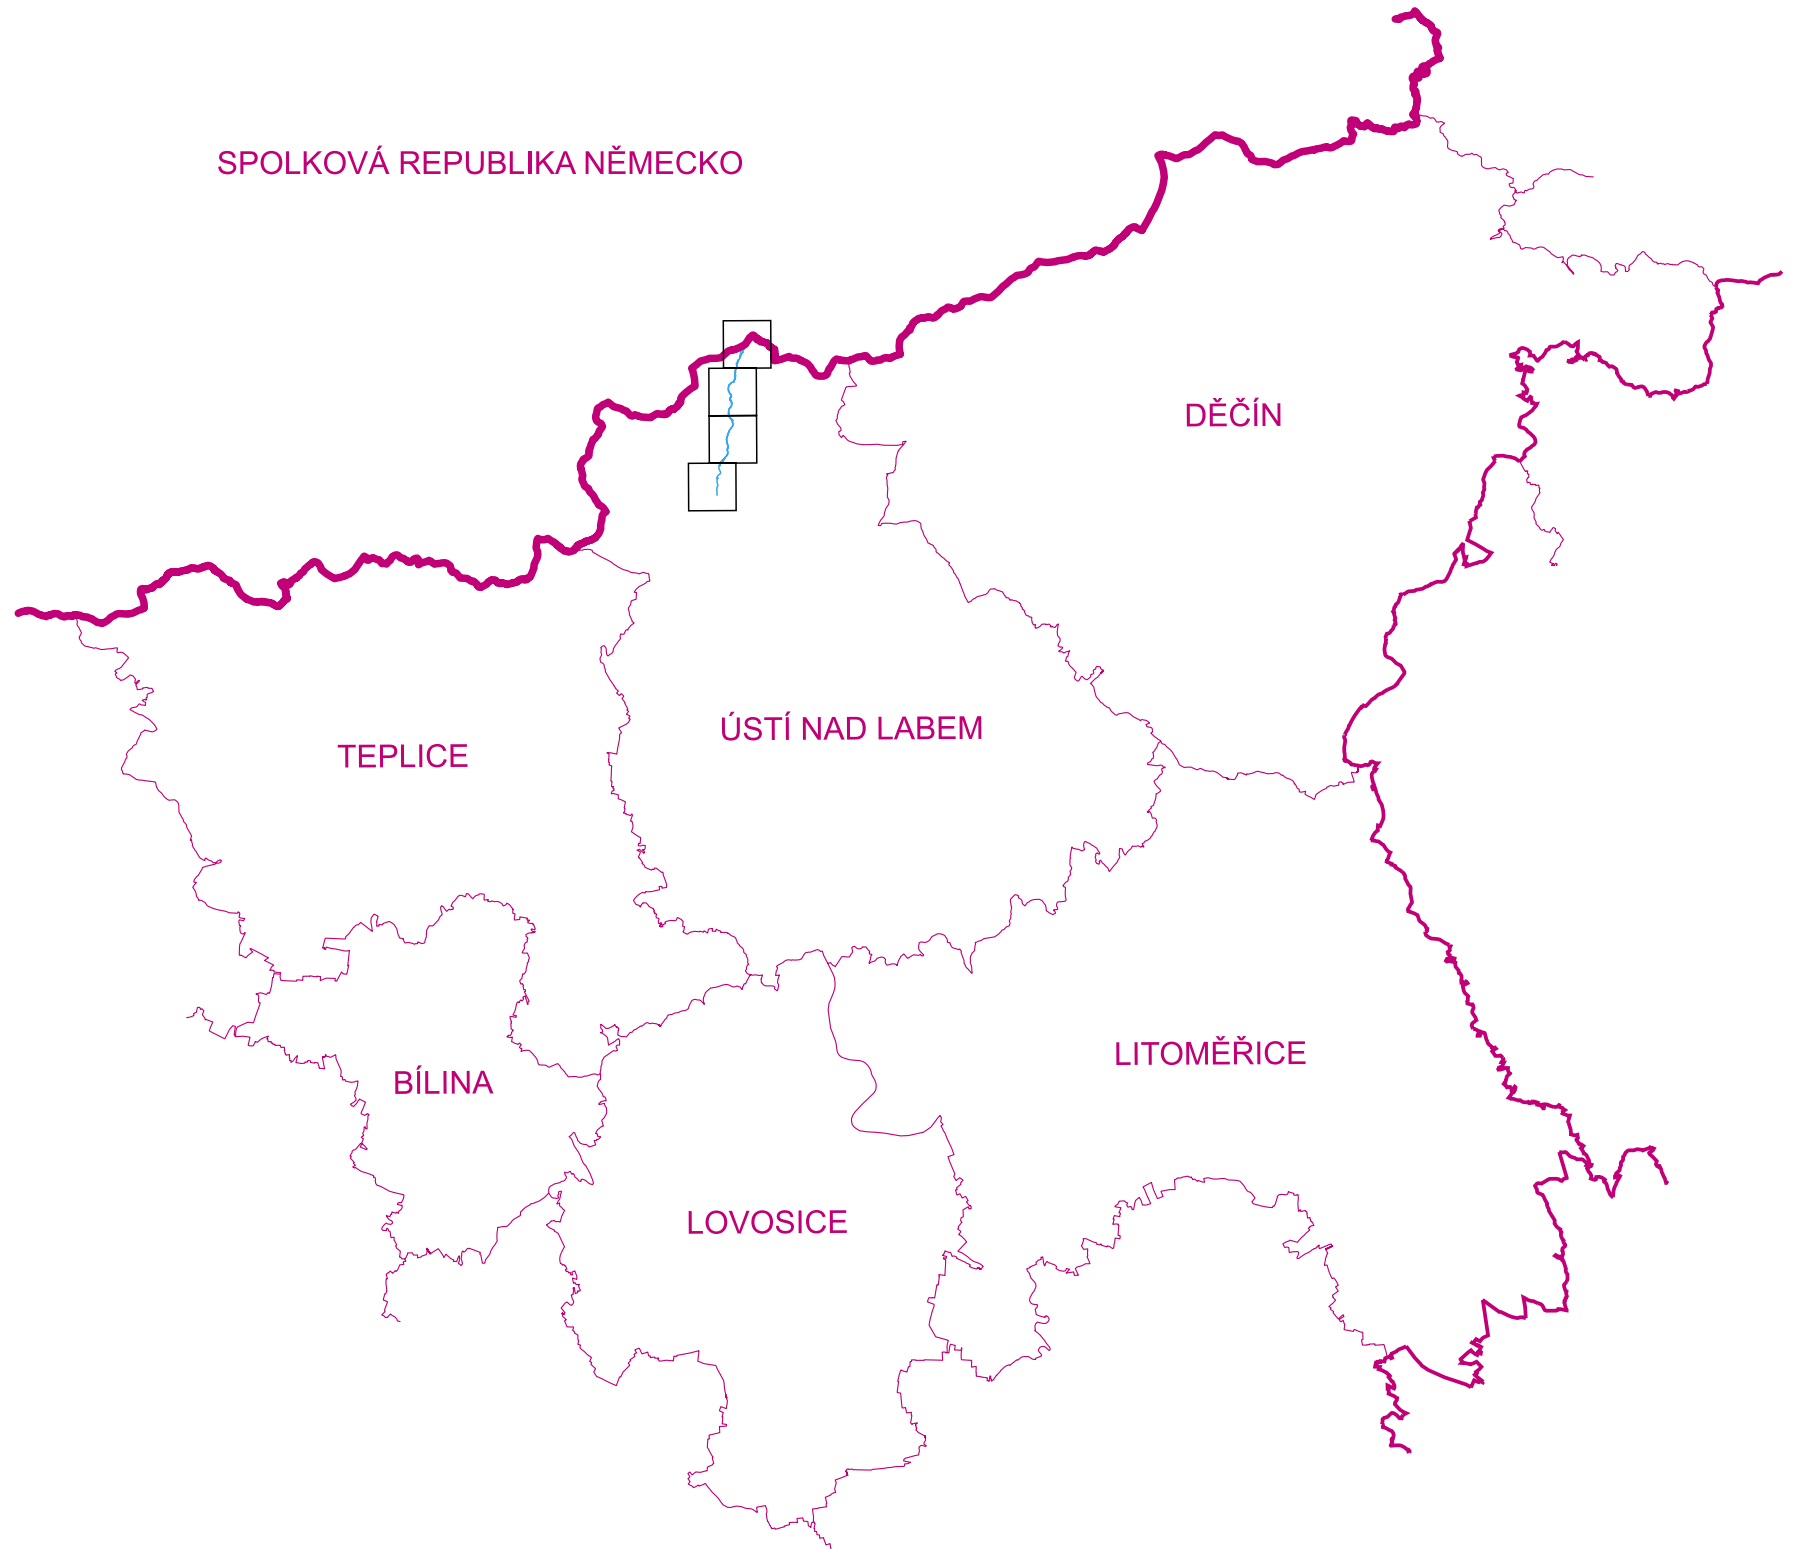 SPOLKOVÁ REPUBLIKA NĚMECKO
DĚČÍN
ÚSTÍ NAD LABEM
TEPLICE
LITOMĚŘICE
BÍLINA
LOVOSICE